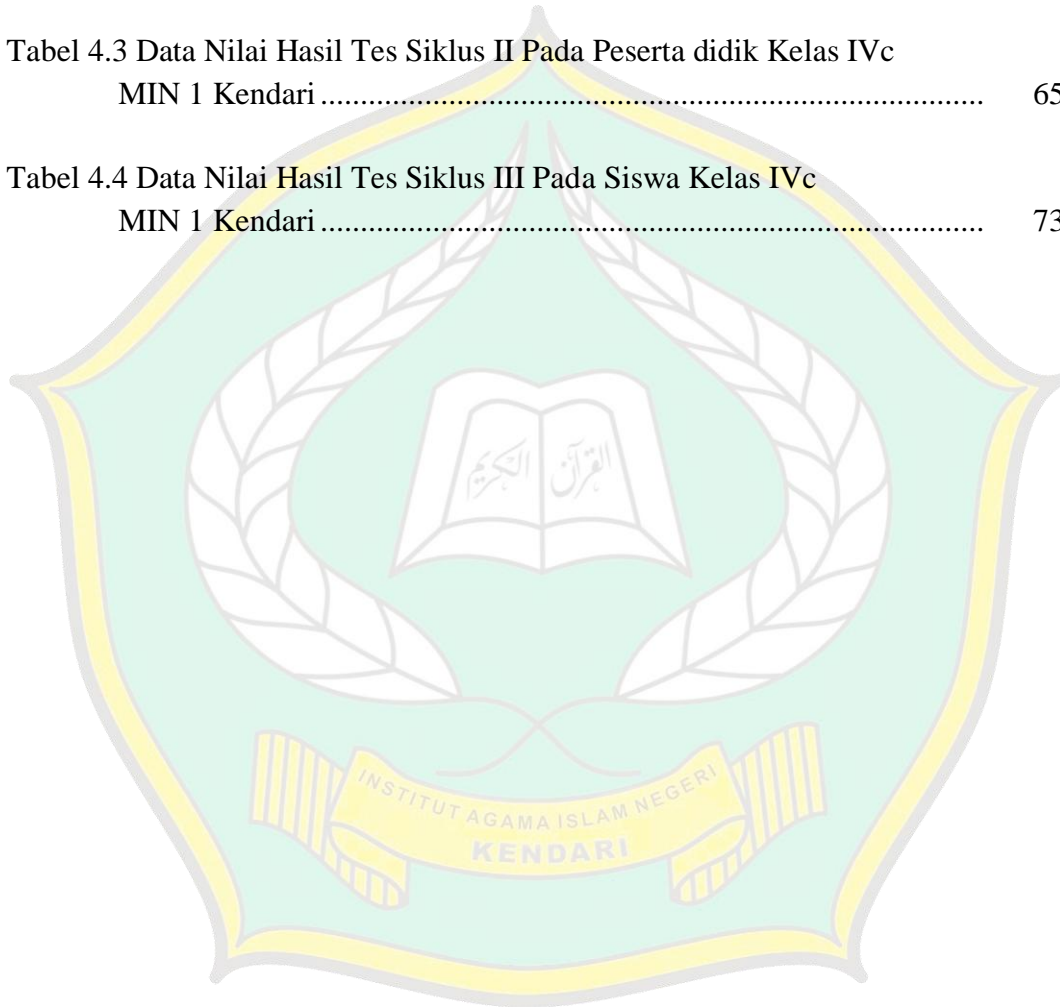 Tabel 4.3 Data Nilai Hasil Tes Siklus II Pada Peserta didik Kelas IVc
MIN 1 Kendari ...................................................................... 65
Tabel 4.4 Data Nilai Hasil Tes Siklus III Pada Siswa Kelas IVc
MIN 1 Kendari ...................................................................... 73
القرآن الكريم
INSTITUT AGAMA ISLAM NEGERI
KENDARI